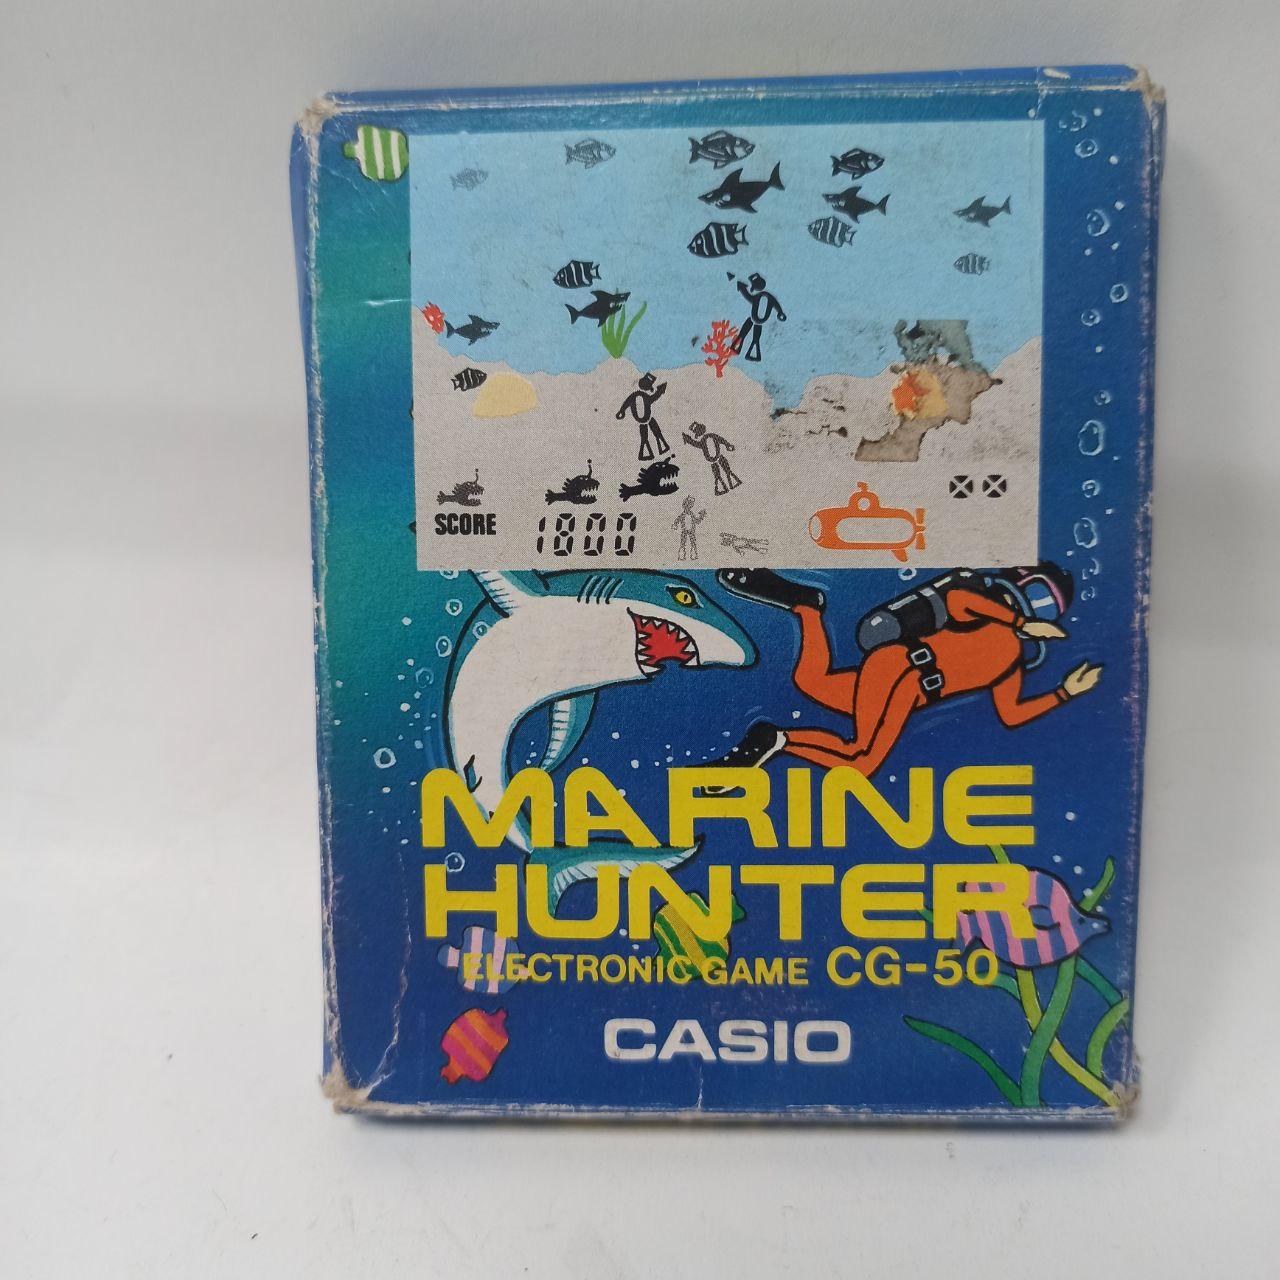 SCORE 1800
MARINE
HUNTER
ELECTRONIC GAME CG-50
CASIO